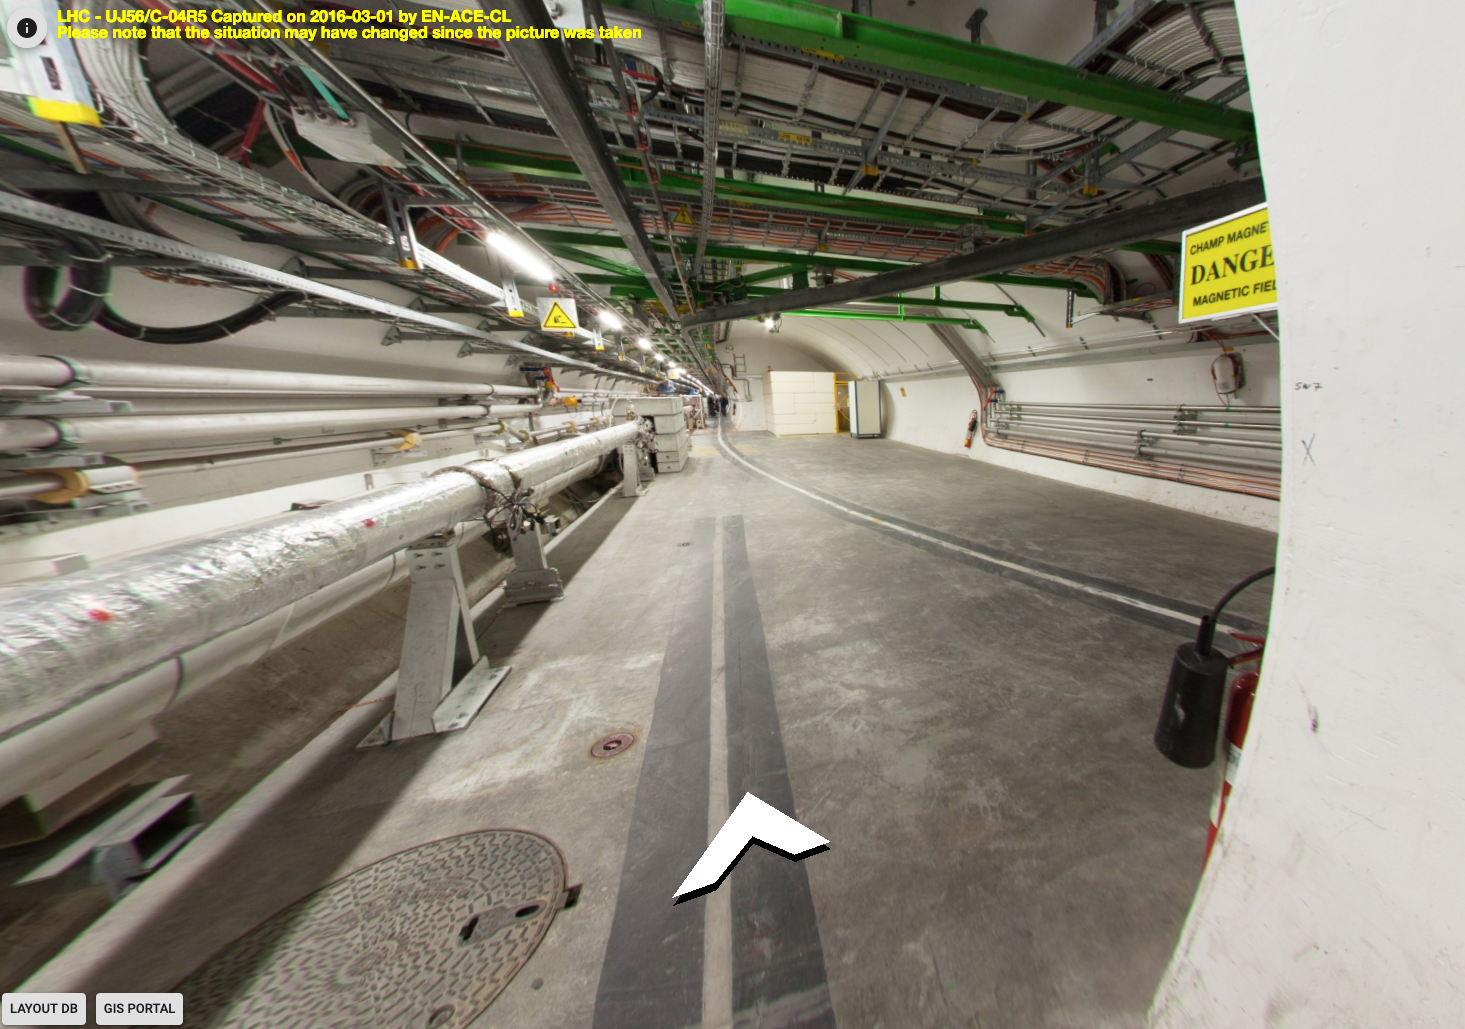 LHC - UJ56/C-04R5 Captured on 2016-03-01 by EN-ACE-CL
Please note that the situation may have changed since the picture was taken
CHAMP MAGNE
DANGE
MAGNETIC FIEL
LAYOUT DB
GIS PORTAL